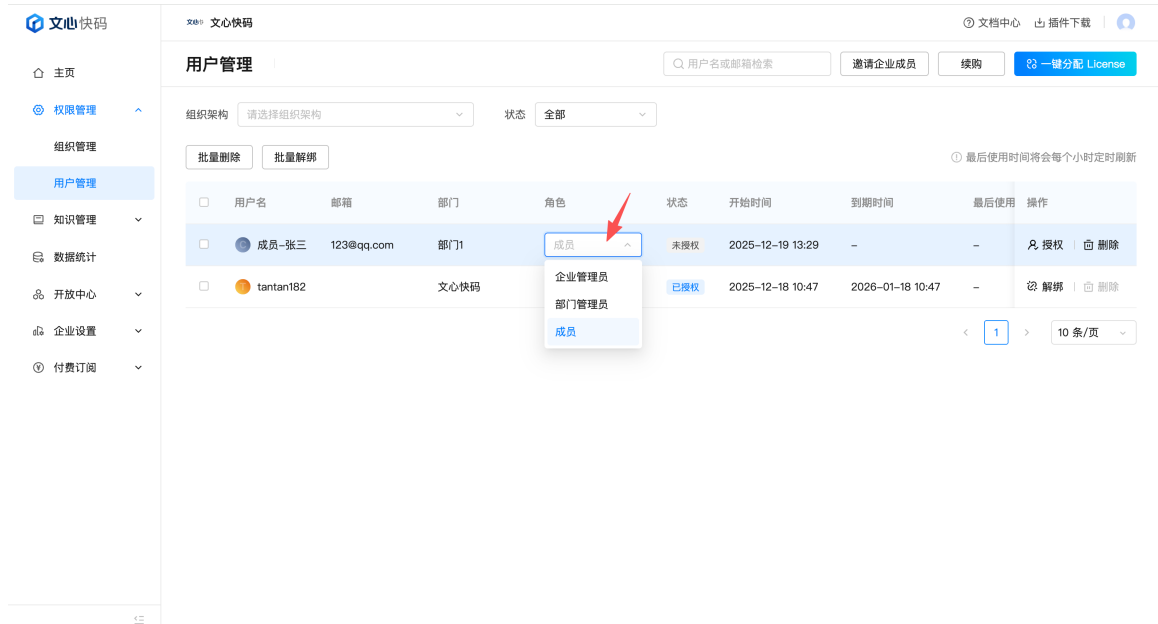 文心快码
文心快码
文档中心
插件下载
主页
权限管理
组织管理
用户管理
知识管理
数据统计
开放中心
企业设置
付费订阅
用户管理
用户名或邮箱检索
邀请企业成员
续购
一键分配 License
组织架构
请选择组织架构
状态
全部
批量删除
批量解绑
最后使用时间将会每个小时定时刷新
用户名 邮箱 部门 角色 状态 开始时间 到期时间 最后使用 操作
成员-张三 123@qq.com 部门1 成员 未授权 2025-12-19 13:29 - - 授权 删除
企业管理员
部门管理员
成员
tantan182 文心快码 已授权 2025-12-18 10:47 2026-01-18 10:47 - 解绑 删除
1
10 条/页